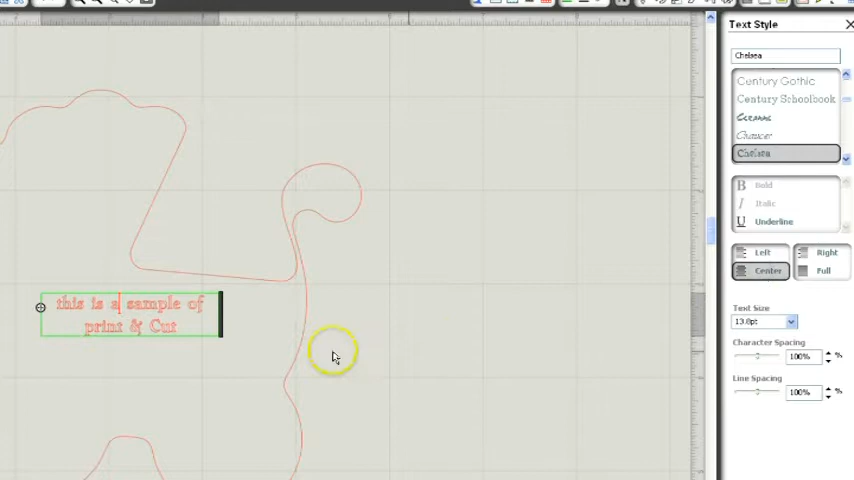 Text Style
Chelsea
Century Gothic
Century Schoolbook
Chelsea
B Bold
I Italic
U Underline
Left
Right
Center
Full
Text Size
13.0pt
Character Spacing
100% %
Line Spacing
100% %
this is a sample of
print & Cut